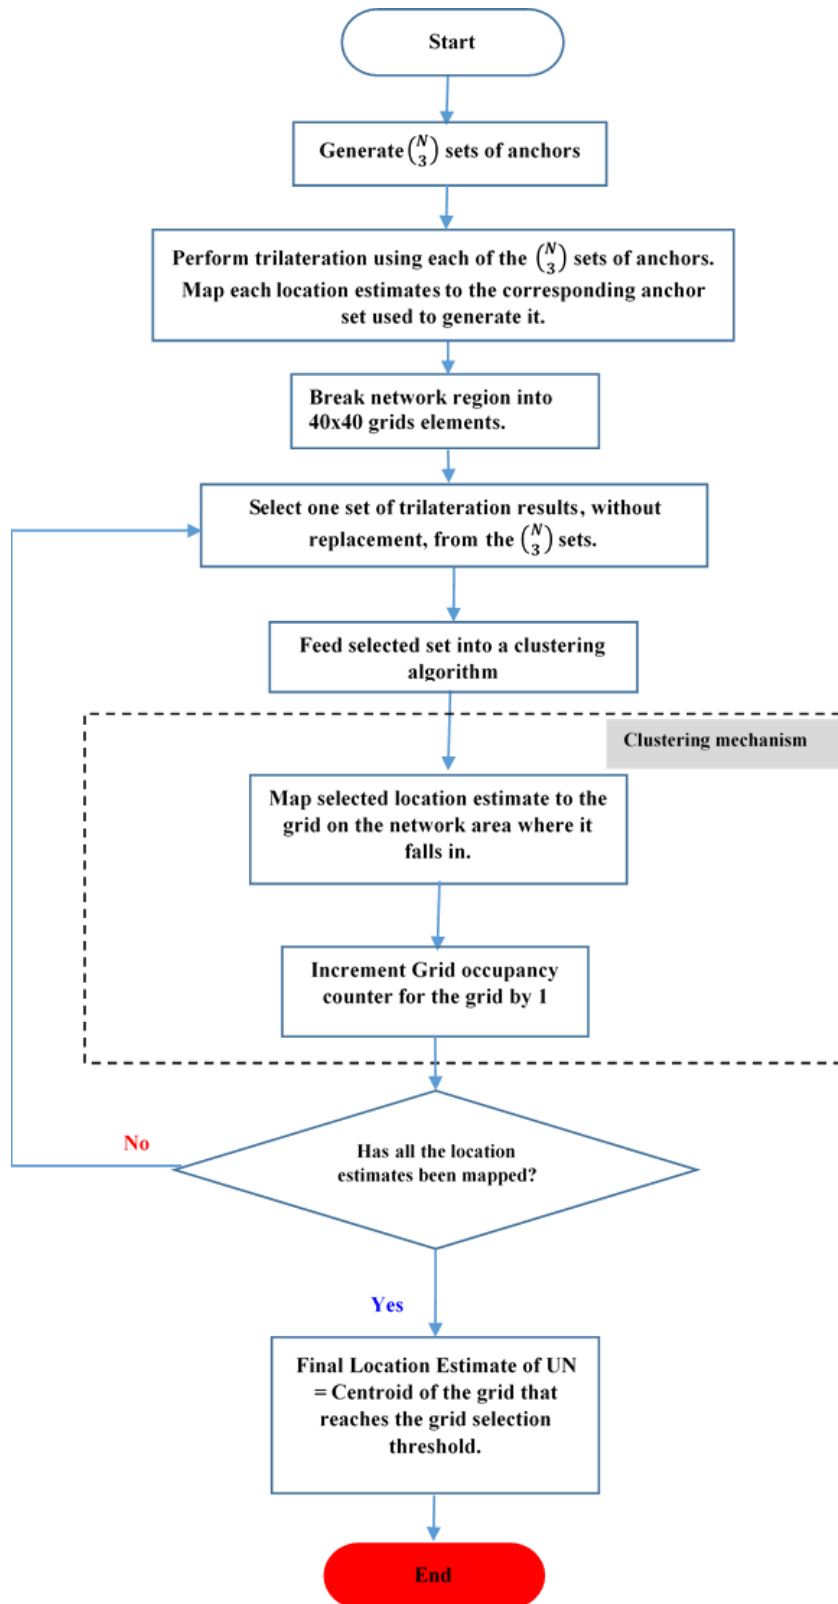 Start
Generate (N 3) sets of anchors
Perform trilateration using each of the (N 3) sets of anchors.
Map each location estimates to the corresponding anchor
set used to generate it.
Break network region into
40x40 grids elements.
Select one set of trilateration results, without
replacement, from the (N 3) sets.
Feed selected set into a clustering
algorithm
Clustering mechanism
Map selected location estimate to the
grid on the network area where it
falls in.
Increment Grid occupancy
counter for the grid by 1
No
Has all the location
estimates been mapped?
Yes
Final Location Estimate of UN
= Centroid of the grid that
reaches the grid selection
threshold.
End